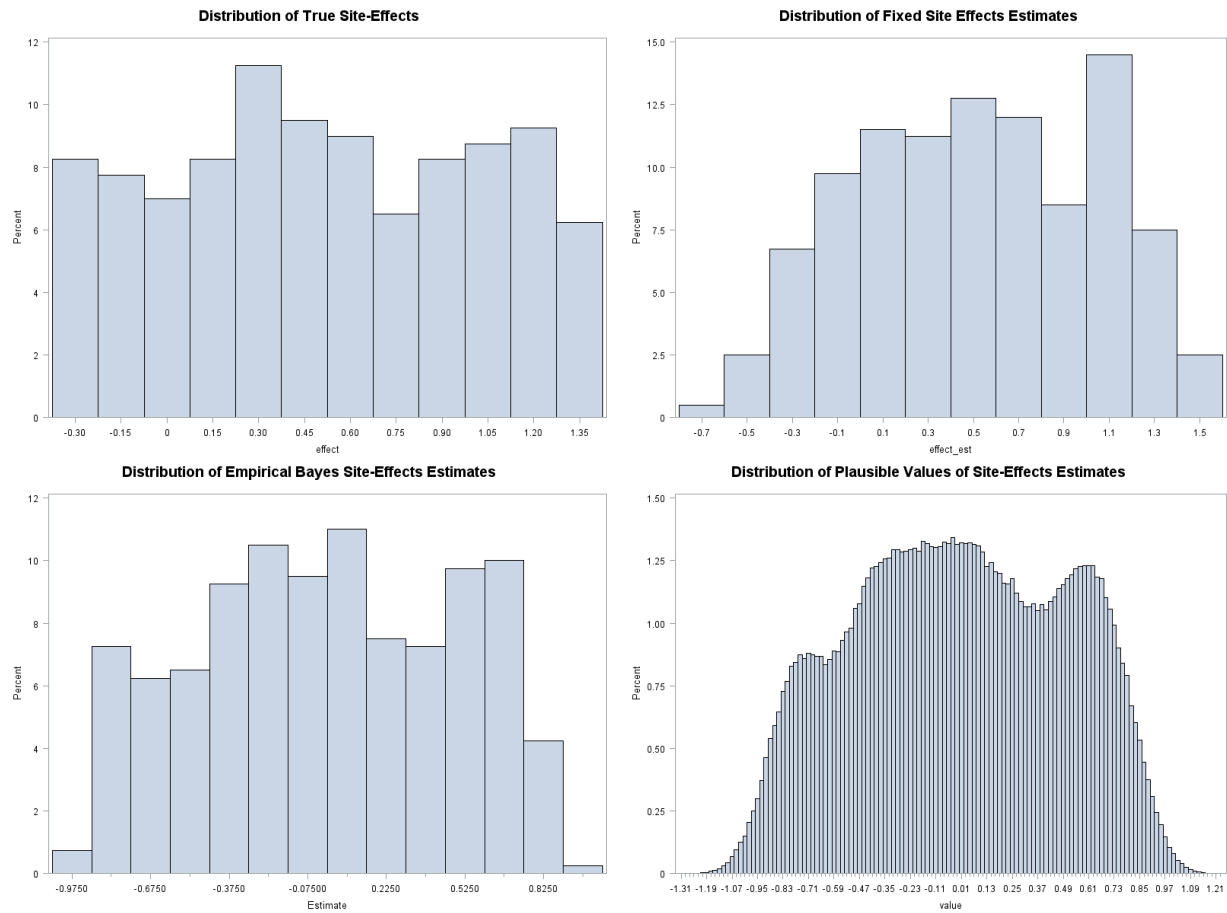 Distribution of True Site-Effects
12
10
8
6
4
2
0
Percent
-0.30 -0.15 0 0.15 0.30 0.45 0.60 0.75 0.90 1.05 1.20 1.35
effect
Distribution of Fixed Site Effects Estimates
15.0
12.5
10.0
7.5
5.0
2.5
0
Percent
-0.7 -0.5 -0.3 -0.1 0.1 0.3 0.5 0.7 0.9 1.1 1.3 1.5
effect_est
Distribution of Empirical Bayes Site-Effects Estimates
12
10
8
6
4
2
0
Percent
-0.9750 -0.6750 -0.3750 -0.07500 0.2250 0.5250 0.8250
Estimate
Distribution of Plausible Values of Site-Effects Estimates
1.50
1.25
1.00
0.75
0.50
0.25
0
Percent
-1.31 -1.19 -1.07 -0.95 -0.83 -0.71 -0.59 -0.47 -0.35 -0.23 -0.11 0.01 0.13 0.25 0.37 0.49 0.61 0.73 0.85 0.97 1.09 1.21
value